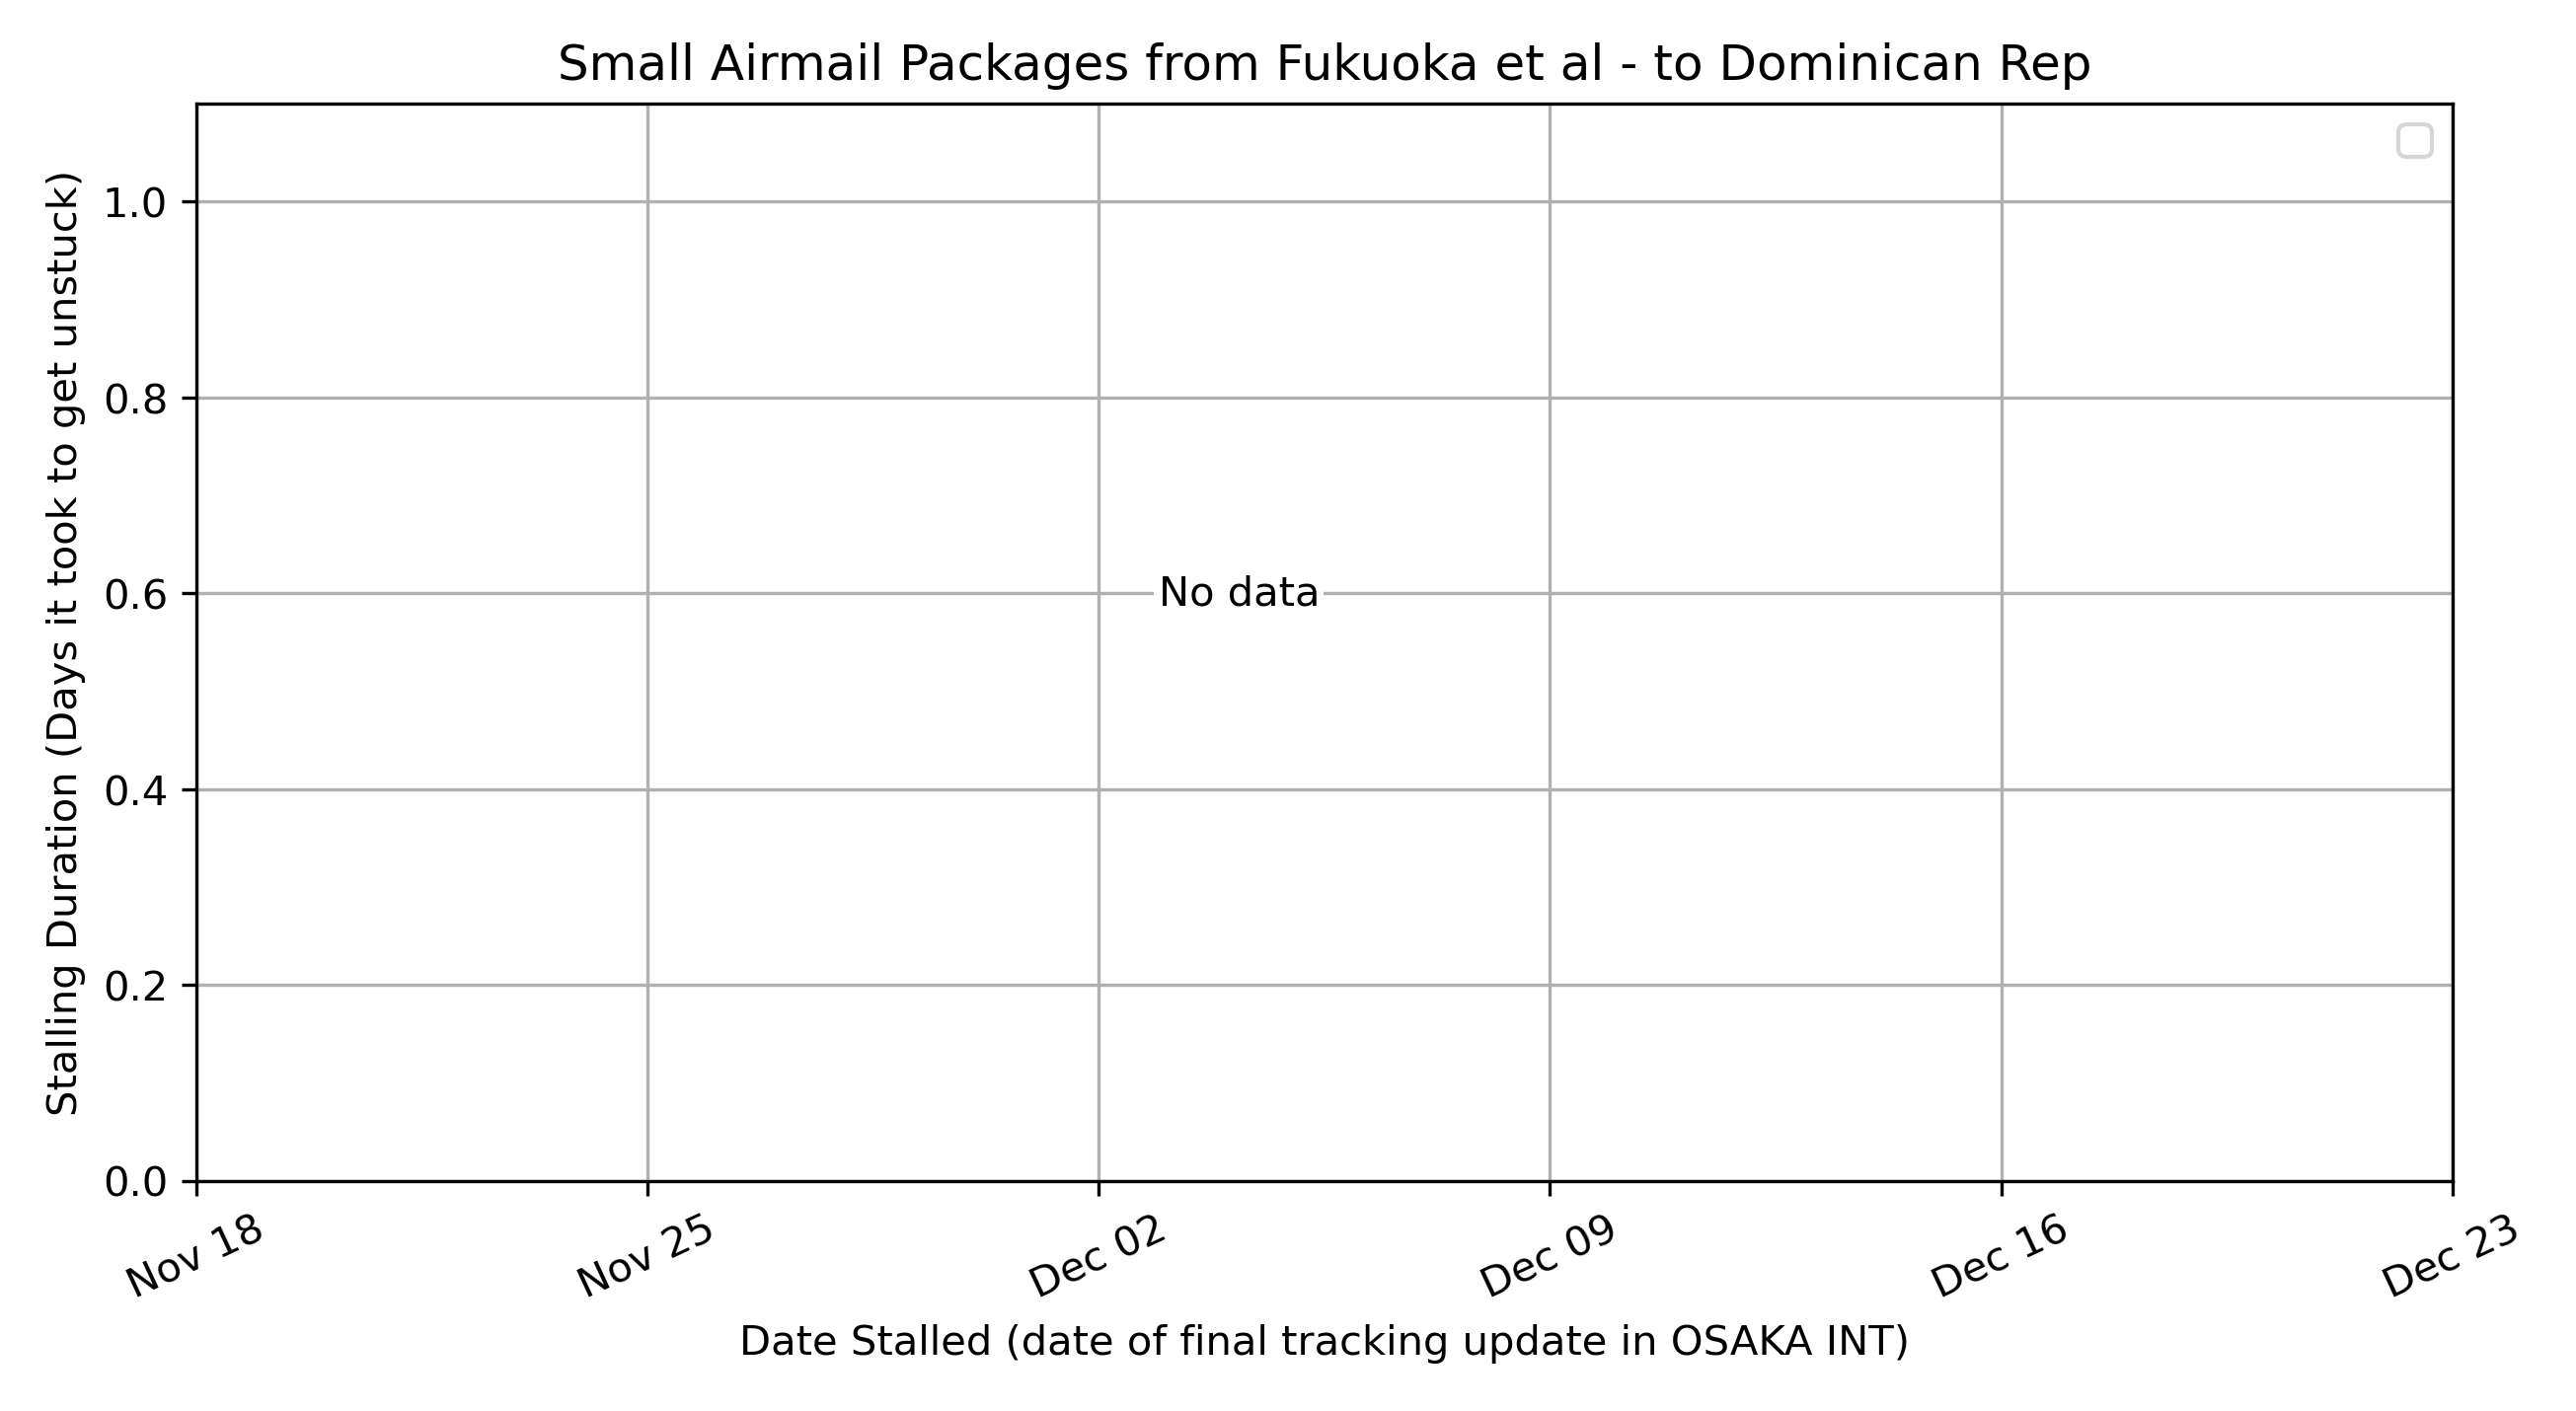 Small Airmail Packages from Fukuoka et al - to Dominican Rep
Stalling Duration (Days it took to get unstuck)
1.0
0.8
0.6
0.4
0.2
0.0
No data
Nov 18
Nov 25
Dec 02
Dec 09
Dec 16
Dec 23
Date Stalled (date of final tracking update in OSAKA INT)